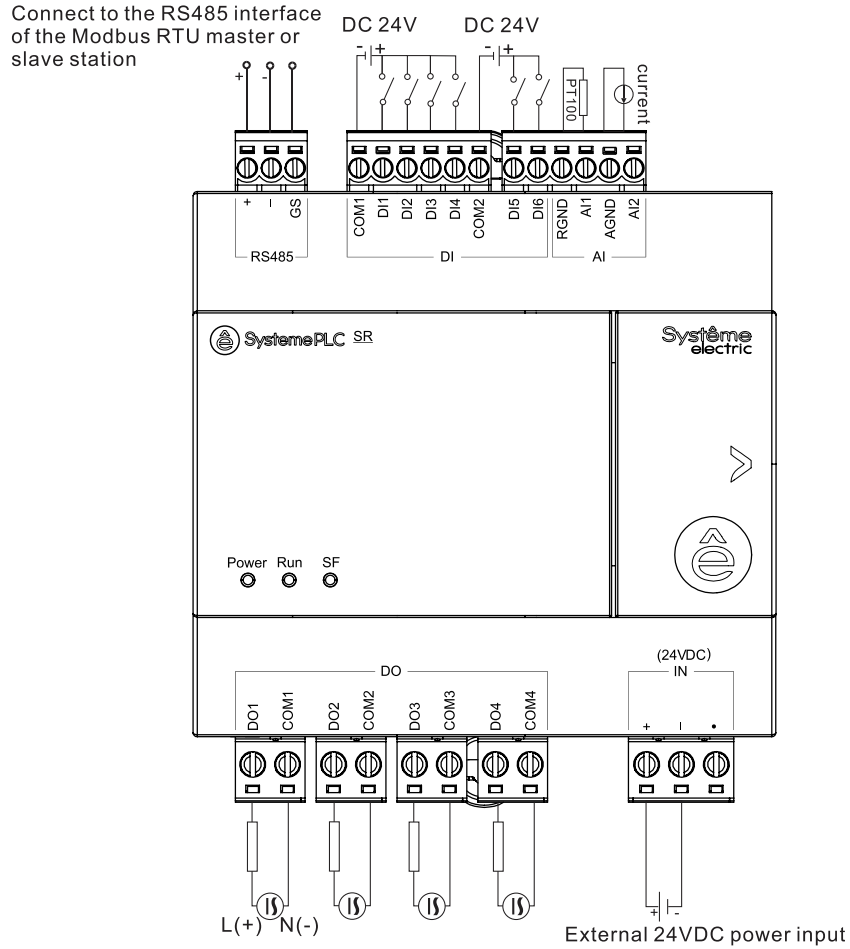 Connect to the RS485 interface
of the Modbus RTU master or
slave station
DC 24V DC 24V
- + - +
+ -
PT100
current
+ – GS COM1 DI1 DI2 DI3 DI4 COM2 DI5 DI6 RGND AI1 AGND AI2
RS485 DI AI
ê SystemePLC SR
Système
electric
ê
Power Run SF
(24VDC)
DO IN
DO1 COM1 DO2 COM2 DO3 COM3 DO4 COM4 + – •
L(+) N(-)
+ -
External 24VDC power input